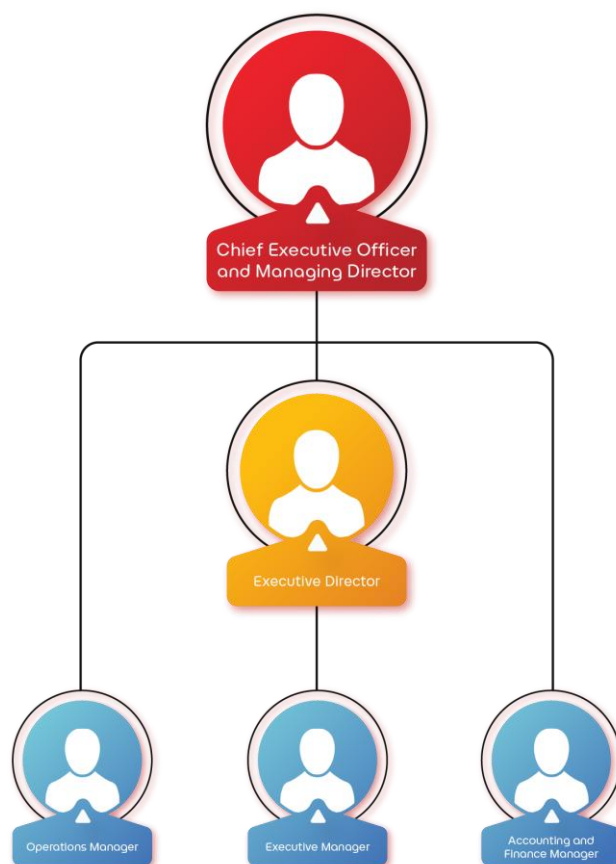 Chief Executive Officer
and Managing Director
Executive Director
Operations Manager
Executive Manager
Accounting and
Finance Manager